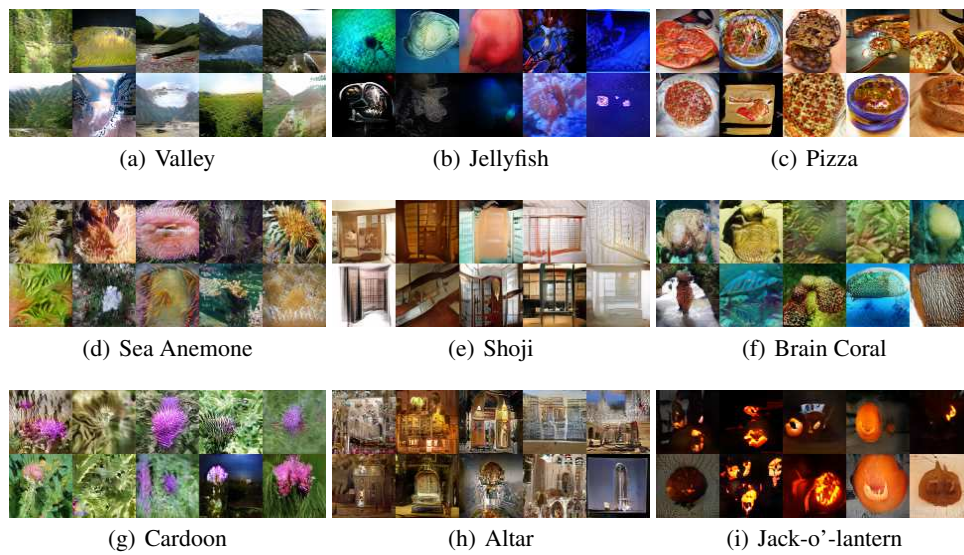 (a) Valley
(b) Jellyfish
(c) Pizza
(d) Sea Anemone
(e) Shoji
(f) Brain Coral
(g) Cardoon
(h) Altar
(i) Jack-o’-lantern